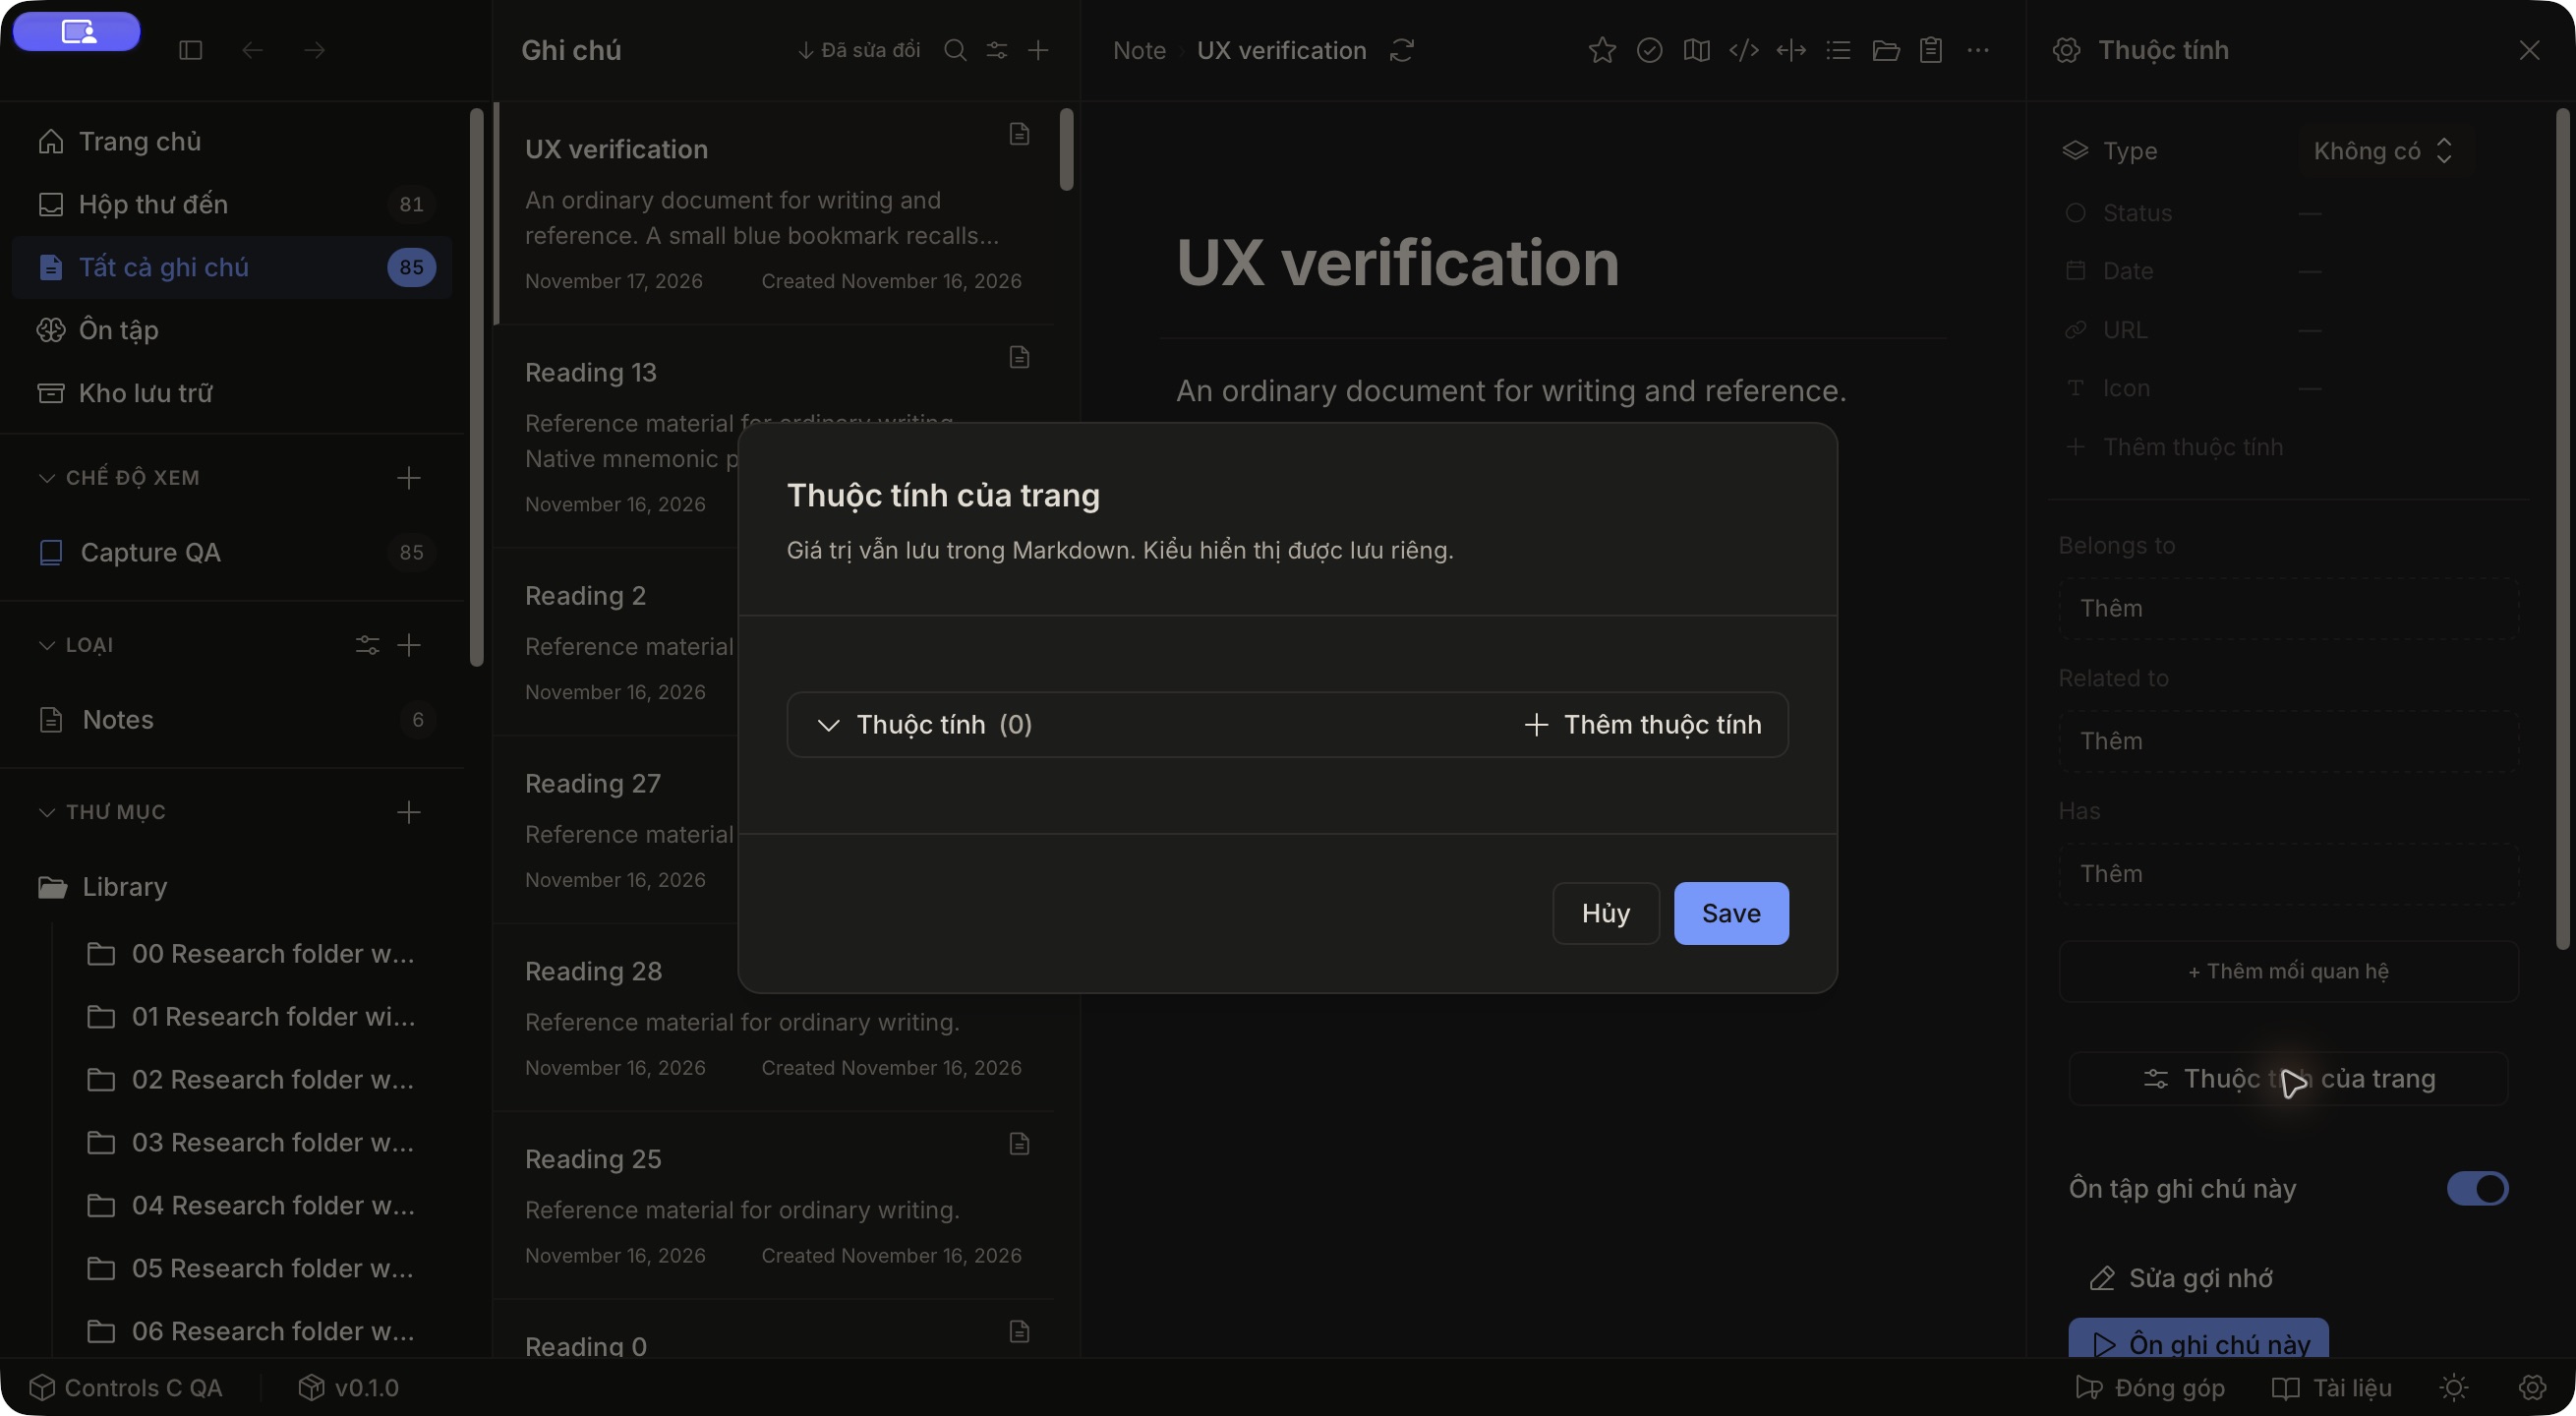 Trang chủ
Hộp thư đến 81
Tất cả ghi chú 85
Ôn tập
Kho lưu trữ
CHẾ ĐỘ XEM
Capture QA 85
LOẠI
Notes 6
THƯ MỤC
Library
00 Research folder w...
01 Research folder wi...
02 Research folder w...
03 Research folder w...
04 Research folder w...
05 Research folder w...
06 Research folder w...
Ghi chú Đã sửa đổi
UX verification
An ordinary document for writing and
reference. A small blue bookmark recalls...
November 17, 2026 Created November 16, 2026
Reading 13
Reference material for ordinary writing.
Native mnemonic p
November 16, 2026
Reading 2
Reference material
November 16, 2026
Reading 27
Reference material
November 16, 2026
Reading 28
Reference material for ordinary writing.
November 16, 2026 Created November 16, 2026
Reading 25
Reference material for ordinary writing.
November 16, 2026 Created November 16, 2026
Reading 0
Note UX verification
UX verification
An ordinary document for writing and reference.
Thuộc tính của trang
Giá trị vẫn lưu trong Markdown. Kiểu hiển thị được lưu riêng.
Thuộc tính (0) Thêm thuộc tính
Hủy Save
Thuộc tính
Type Không có
Status —
Date —
URL —
Icon —
Thêm thuộc tính
Belongs to
Thêm
Related to
Thêm
Has
Thêm
+ Thêm mối quan hệ
Thuộc tính của trang
Ôn tập ghi chú này
Sửa gợi nhớ
Ôn ghi chú này
Controls C QA v0.1.0 Đóng góp Tài liệu